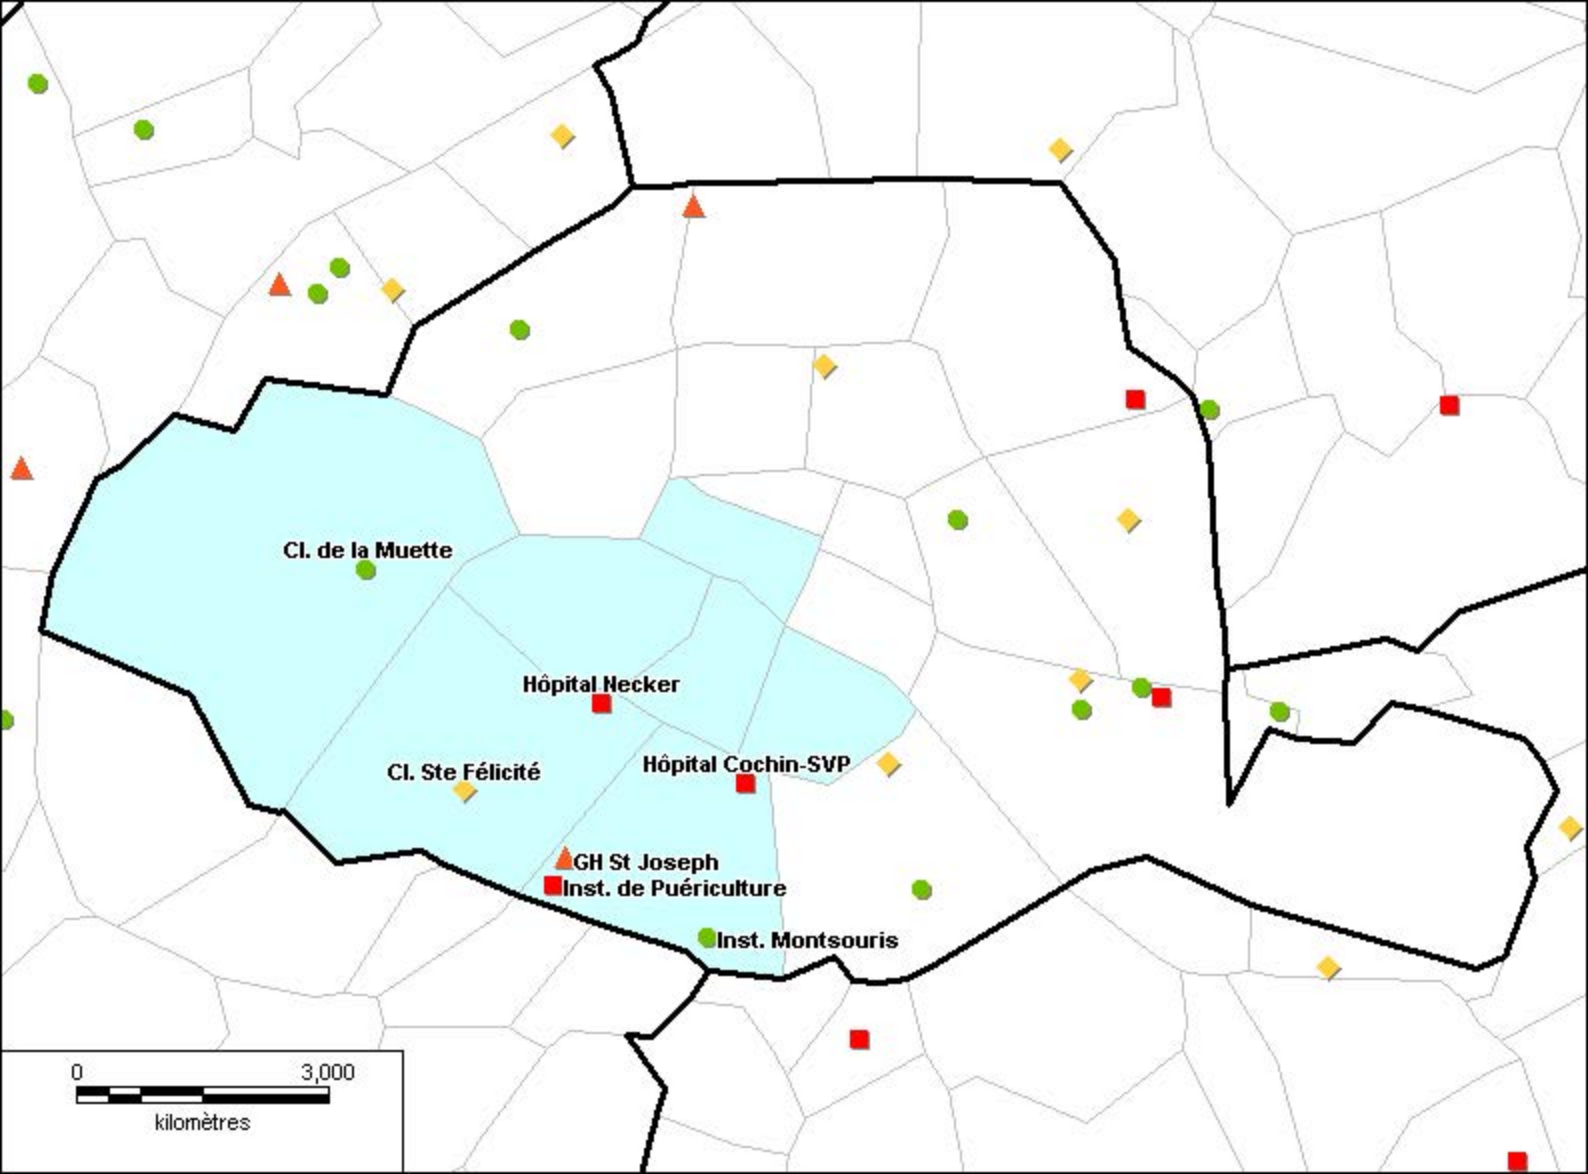 Cl. de la Muette
Hôpital Necker
Hôpital Cochin-SVP
Cl. Ste Félicité
GH St Joseph
Inst. de Puériculture
Inst. Montsouris
0 3,000
kilomètres